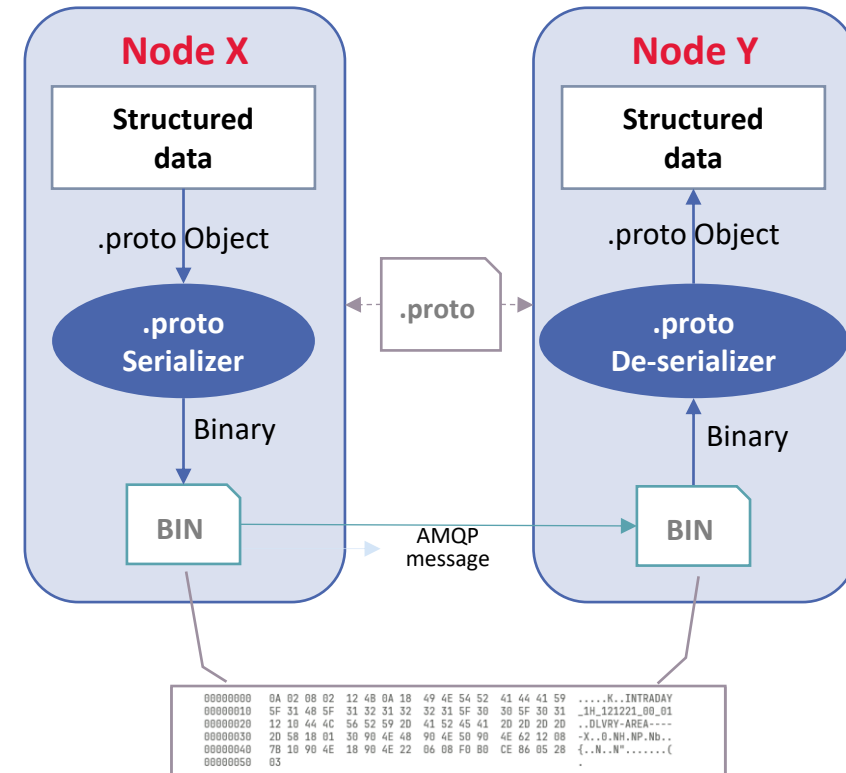 Node X
Node Y
Structured
data
Structured
data
.proto Object
.proto Object
.proto
.proto
Serializer
.proto
De-serializer
Binary
Binary
BIN
BIN
AMQP
message
00000000 0A 02 08 02 12 4B 0A 18 49 4E 54 52 41 44 41 59 .....K..INTRADAY
00000010 5F 31 48 5F 31 32 31 32 32 31 5F 30 30 5F 30 31 _1H_121221_00_01
00000020 12 10 44 4C 56 52 59 2D 41 52 45 41 2D 2D 2D 2D ..DLVRY-AREA----
00000030 2D 58 18 01 30 90 4E 48 90 4E 50 90 4E 62 12 08 -X..0.NH.NP.Nb..
00000040 7B 10 90 4E 18 90 4E 22 06 08 F0 B0 CE 86 05 28 {..N..N".......(
00000050 03 .